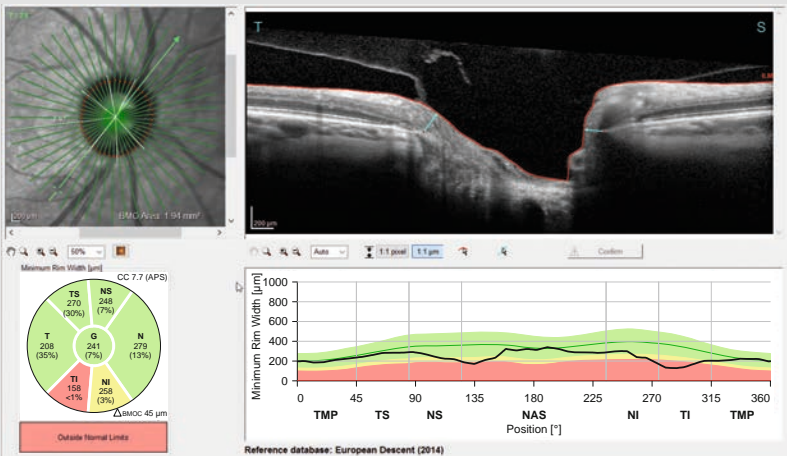 T
S
200 µm
BMO Area: 1.94 mm²
200 µm
50%
Auto
1:1 pixel
1:1 µm
Confirm
Minimum Rim Width [µm]
CC 7.7 (APS)
TS
270
(30%)
NS
248
(7%)
T
208
(35%)
G
241
(7%)
N
279
(13%)
TI
158
<1%
NI
258
(3%)
△BMOC 45 µm
Outside Normal Limits
Minimum Rim Width [µm]
1000
800
600
400
200
0
0 45 90 135 180 225 270 315 360
TMP TS NS NAS NI TI TMP
Position [°]
Reference database: European Descent (2014)